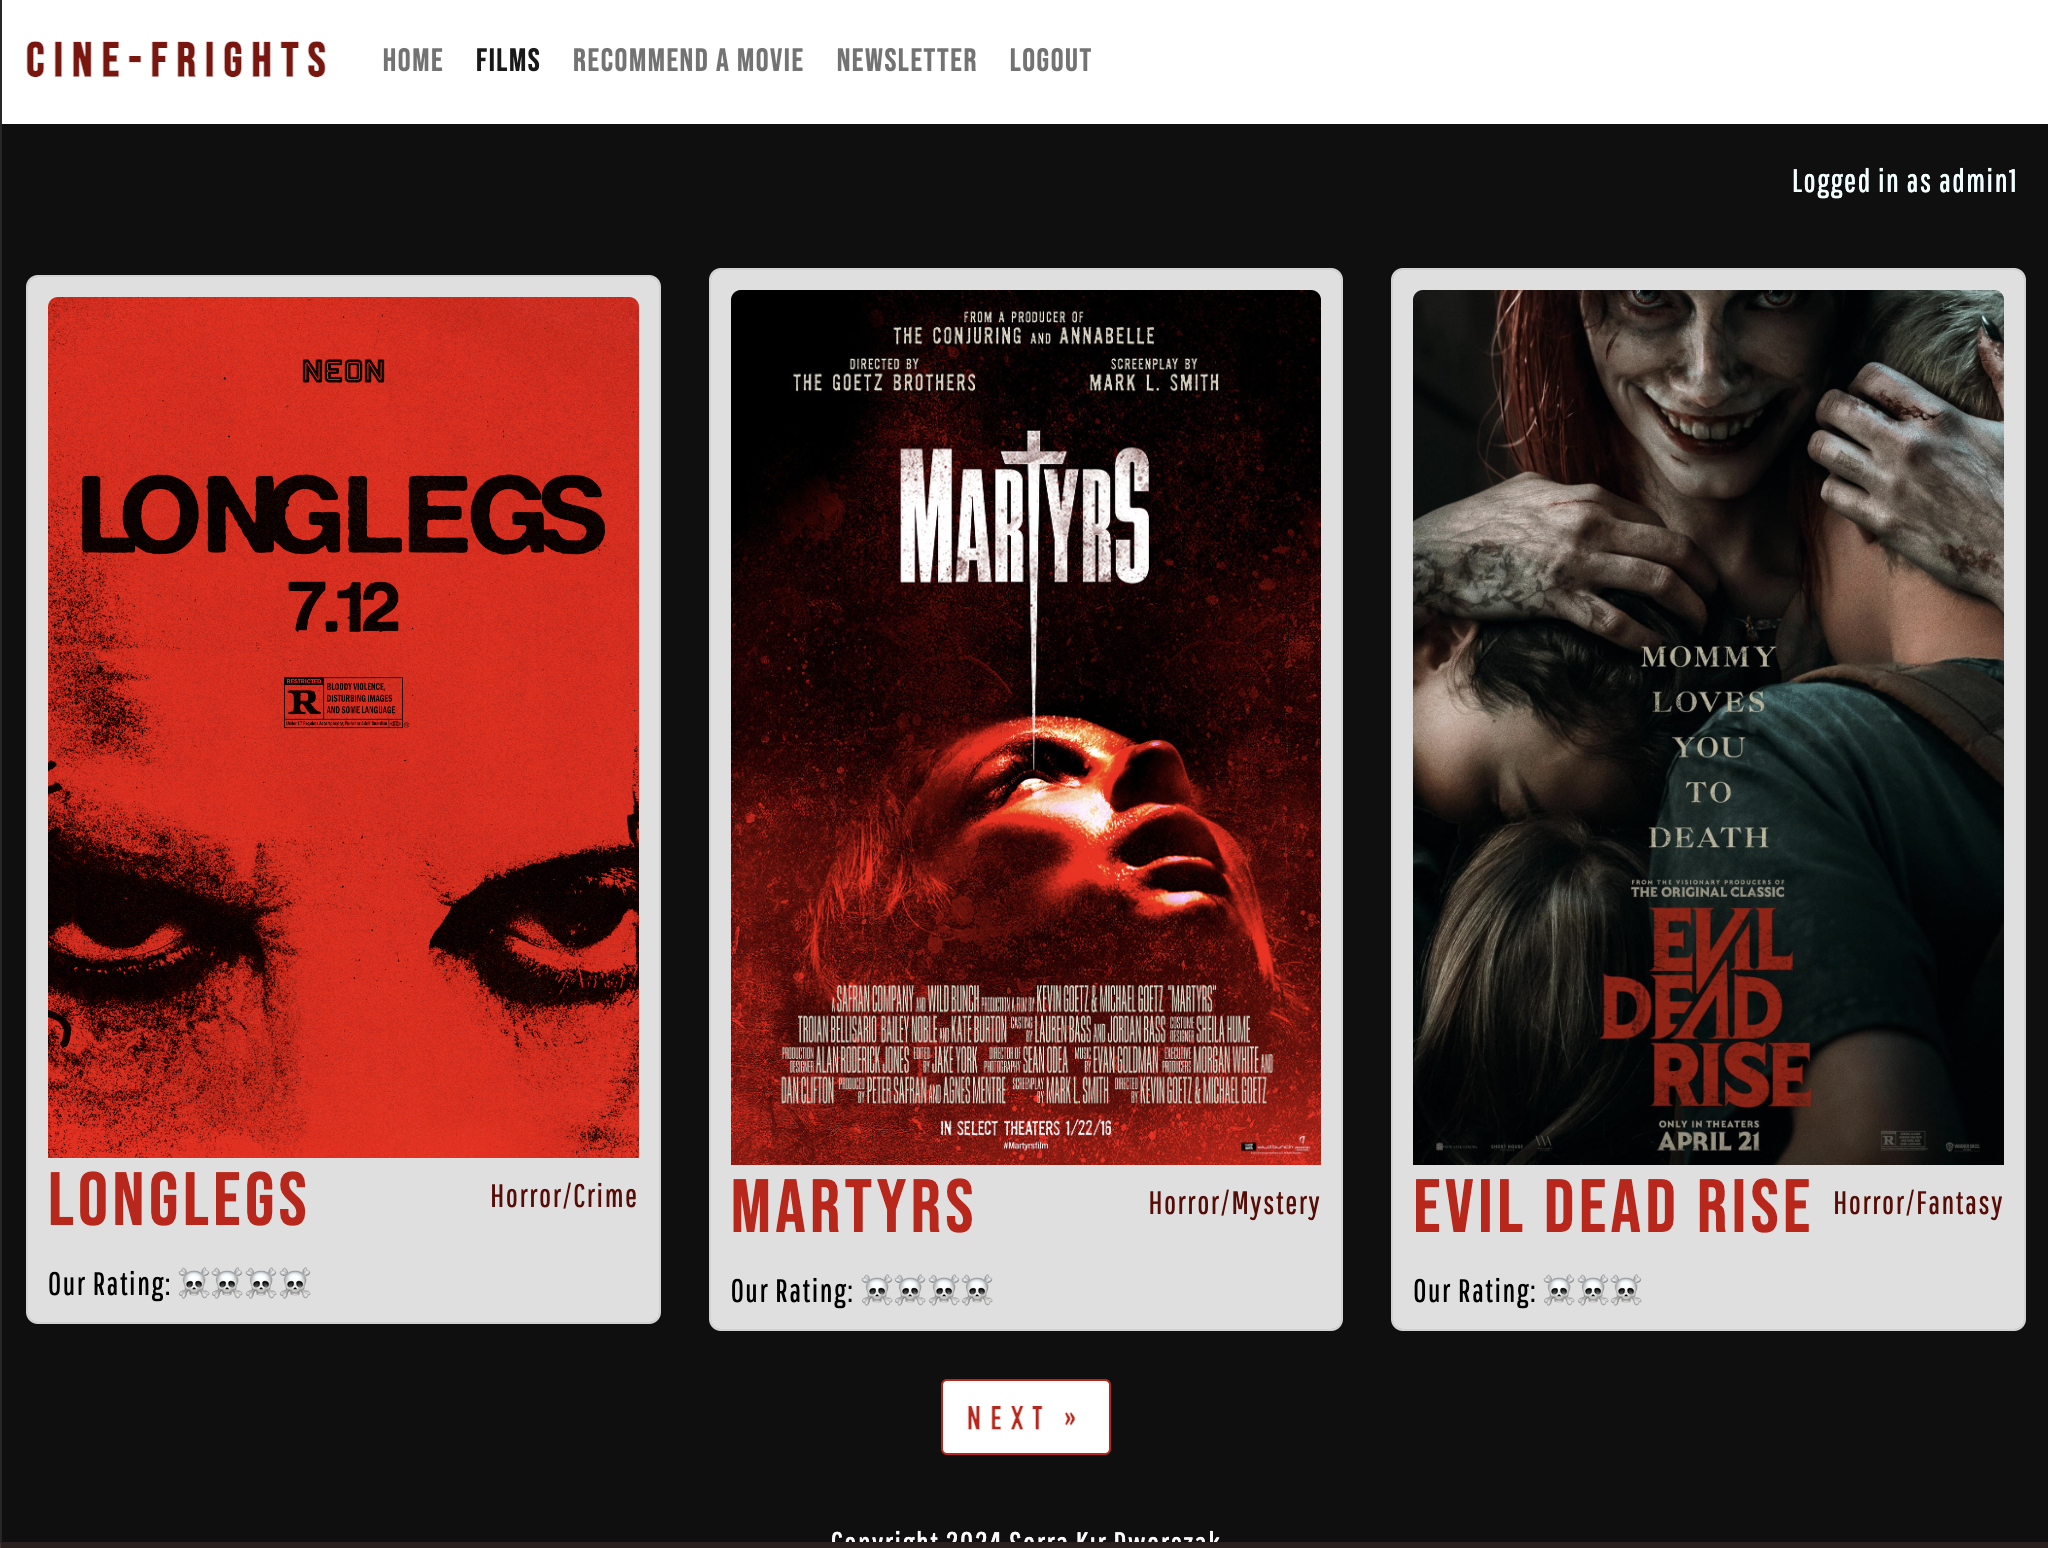 CINE-FRIGHTS HOME FILMS RECOMMEND A MOVIE NEWSLETTER LOGOUT
Logged in as admin1
NEON
LONGLEGS
7.12
RESTRICTED
R
BLOODY VIOLENCE,
DISTURBING IMAGES
AND SOME LANGUAGE
LONGLEGS Horror/Crime
Our Rating: ☠️☠️☠️☠️
FROM A PRODUCER OF
THE CONJURING AND ANNABELLE
DIRECTED BY
THE GOETZ BROTHERS
SCREENPLAY BY
MARK L. SMITH
MARTYRS
A SAFRAN COMPANY AND WILD BUNCH PRODUCTION A FILM BY KEVIN GOETZ & MICHAEL GOETZ "MARTYRS"
TROIAN BELLISARIO BAILEY NOBLE AND KATE BURTON CASTING BY LAUREN BASS AND JORDAN BASS COSTUME DESIGNER SHEILA HUME
PRODUCTION DESIGNER ALAN RODERICK JONES EDITED BY JAKE YORK DIRECTOR OF PHOTOGRAPHY SEAN ODEA MUSIC BY EVAN GOLDMAN EXECUTIVE PRODUCERS MORGAN WHITE AND
DAN CLIFTON PRODUCED BY PETER SAFRAN AND AGNES MENTRE SCREENPLAY BY MARK L. SMITH DIRECTED BY KEVIN GOETZ & MICHAEL GOETZ
IN SELECT THEATERS 1/22/16
#Martyrsfilm
MARTYRS Horror/Mystery
Our Rating: ☠️☠️☠️☠️
MOMMY
LOVES
YOU
TO
DEATH
FROM THE VISIONARY PRODUCERS OF
THE ORIGINAL CLASSIC
EVIL
DEAD
RISE
ONLY IN THEATERS
APRIL 21
R
EVIL DEAD RISE Horror/Fantasy
Our Rating: ☠️☠️☠️
NEXT »
Copyright 2024 Serra Kır Dworczak